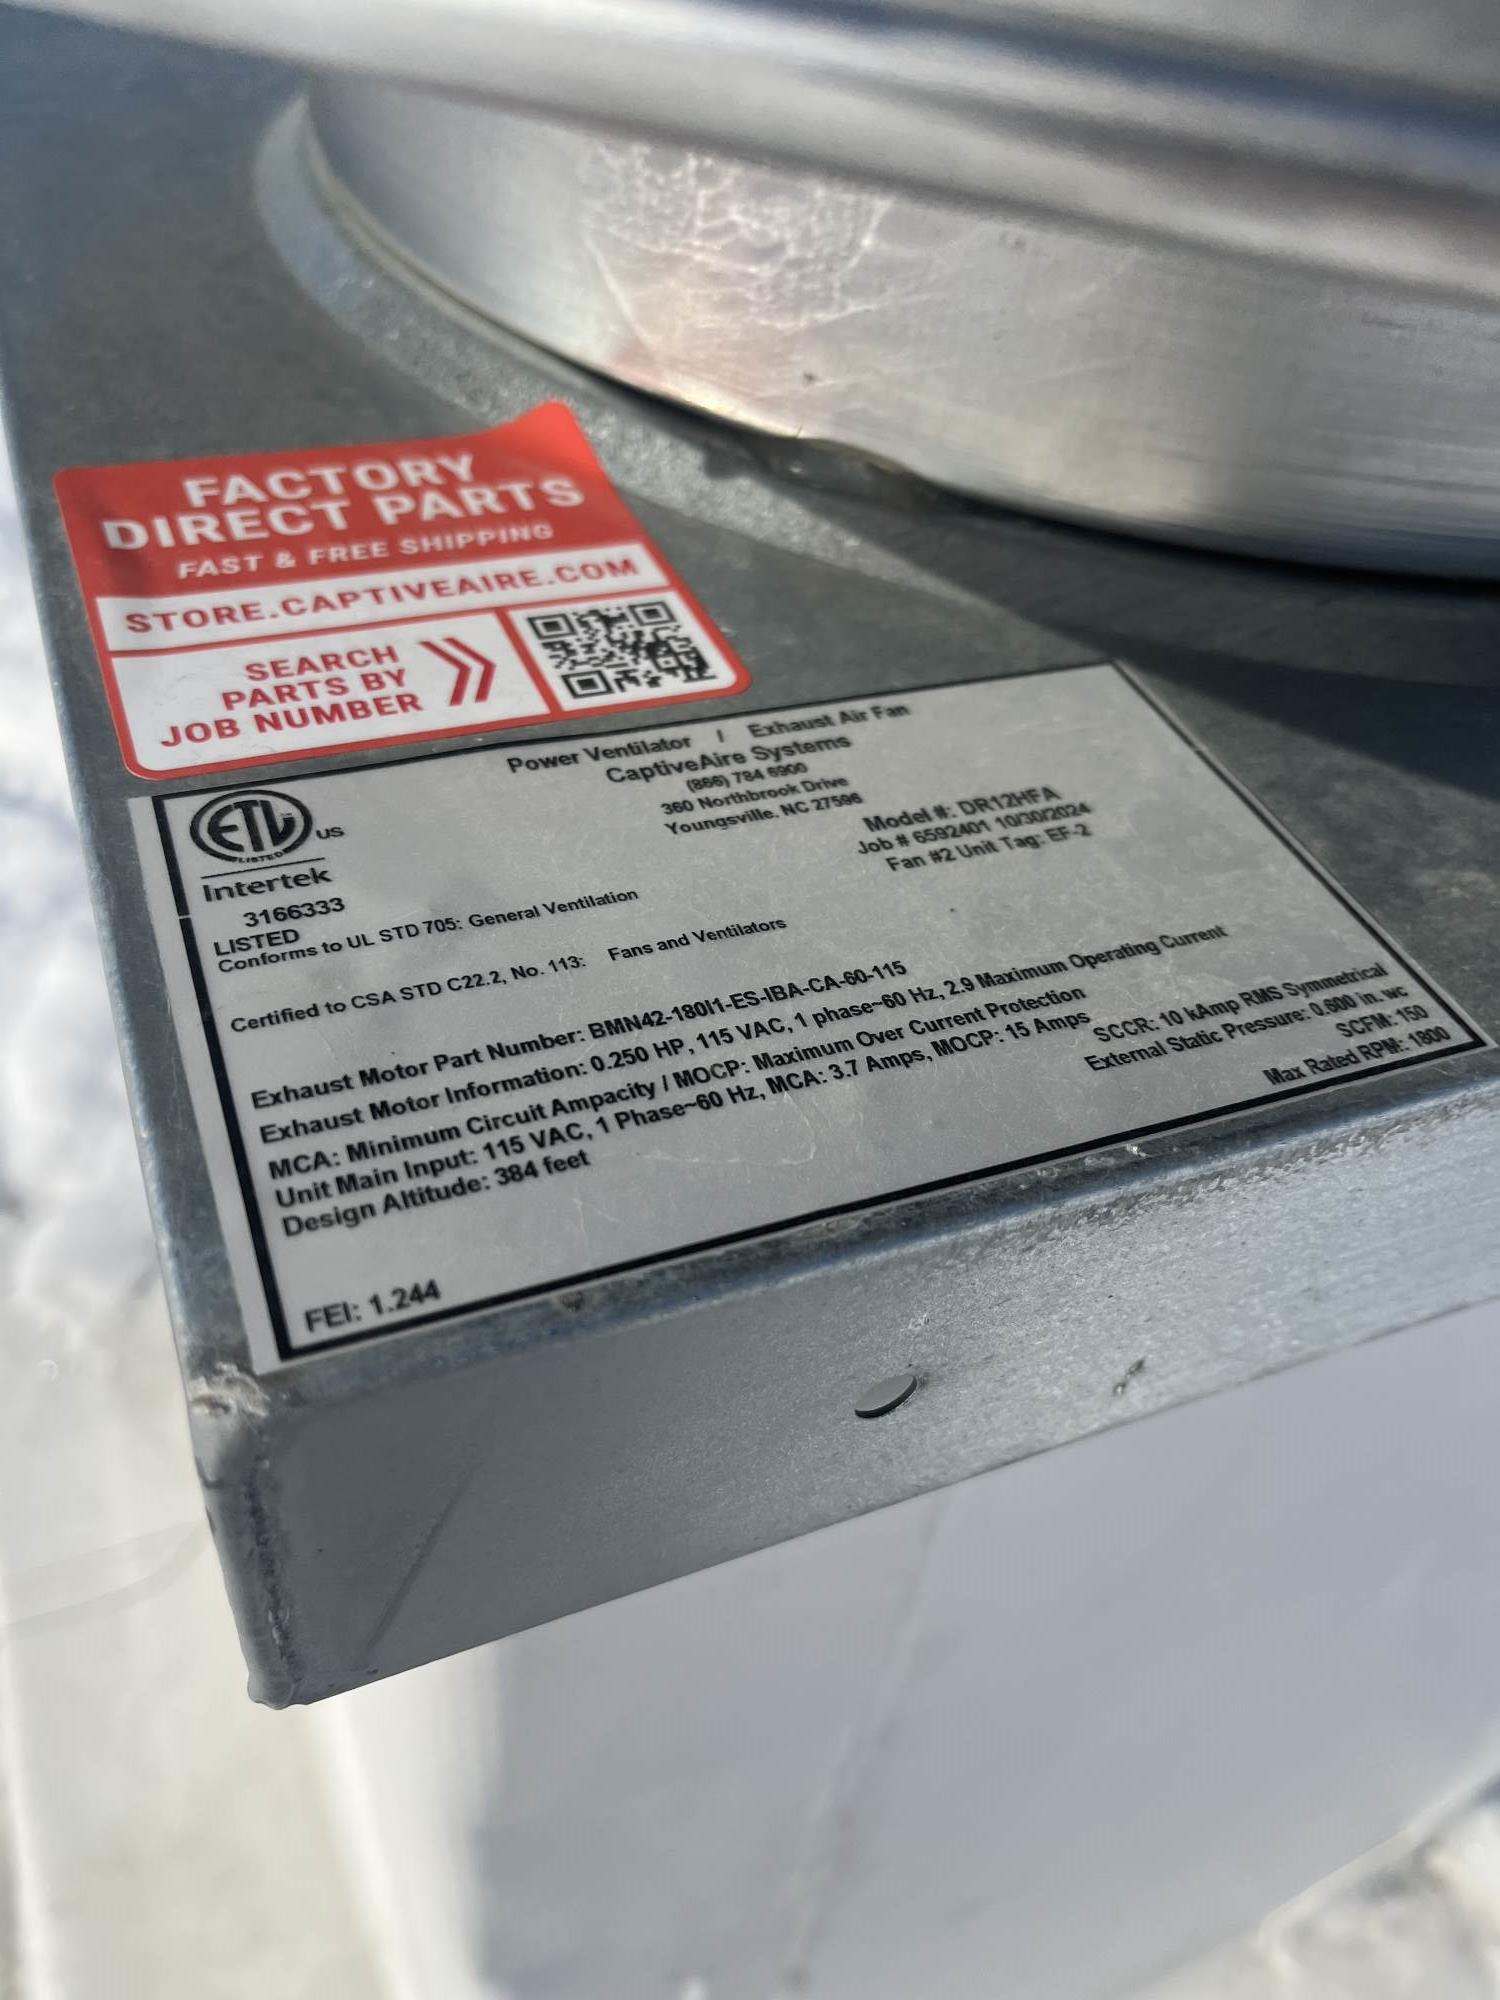 FACTORY
DIRECT PARTS
FAST & FREE SHIPPING
STORE.CAPTIVEAIRE.COM
SEARCH
PARTS BY
JOB NUMBER
Power Ventilator / Exhaust Air Fan
CaptiveAire Systems
(866) 784 6900
360 Northbrook Drive
Youngsville, NC 27596
ETL US
LISTED
Intertek
3166333
LISTED
Model #: DR12HFA
Job # 6592401 10/30/2024
Fan #2 Unit Tag: EF-2
Conforms to UL STD 705: General Ventilation
Certified to CSA STD C22.2, No. 113: Fans and Ventilators
Exhaust Motor Part Number: BMN42-180I1-ES-IBA-CA-60-115
Exhaust Motor Information: 0.250 HP, 115 VAC, 1 phase~60 Hz, 2.9 Maximum Operating Current
MCA: Minimum Circuit Ampacity / MOCP: Maximum Over Current Protection
Unit Main Input: 115 VAC, 1 Phase~60 Hz, MCA: 3.7 Amps, MOCP: 15 Amps
Design Altitude: 384 feet
SCCR: 10 kAmp RMS Symmetrical
External Static Pressure: 0.600 in. wc
SCFM: 150
Max Rated RPM: 1800
FEI: 1.244